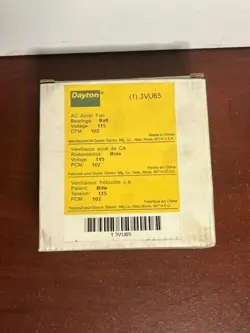 Dayton
(1) 3VU65
AC Axial Fan
Bearings: Ball
Voltage: 115
CFM: 102
Made in China
Ventilador axial de CA
Rodamientos: Bola
Voltaje: 115
PCM: 102
Hecho en China
Ventilateur hélicoïde c.a.
Palier: Bille
Tension: 115
PCM: 102
Fabriqué en Chine
1 3VU65